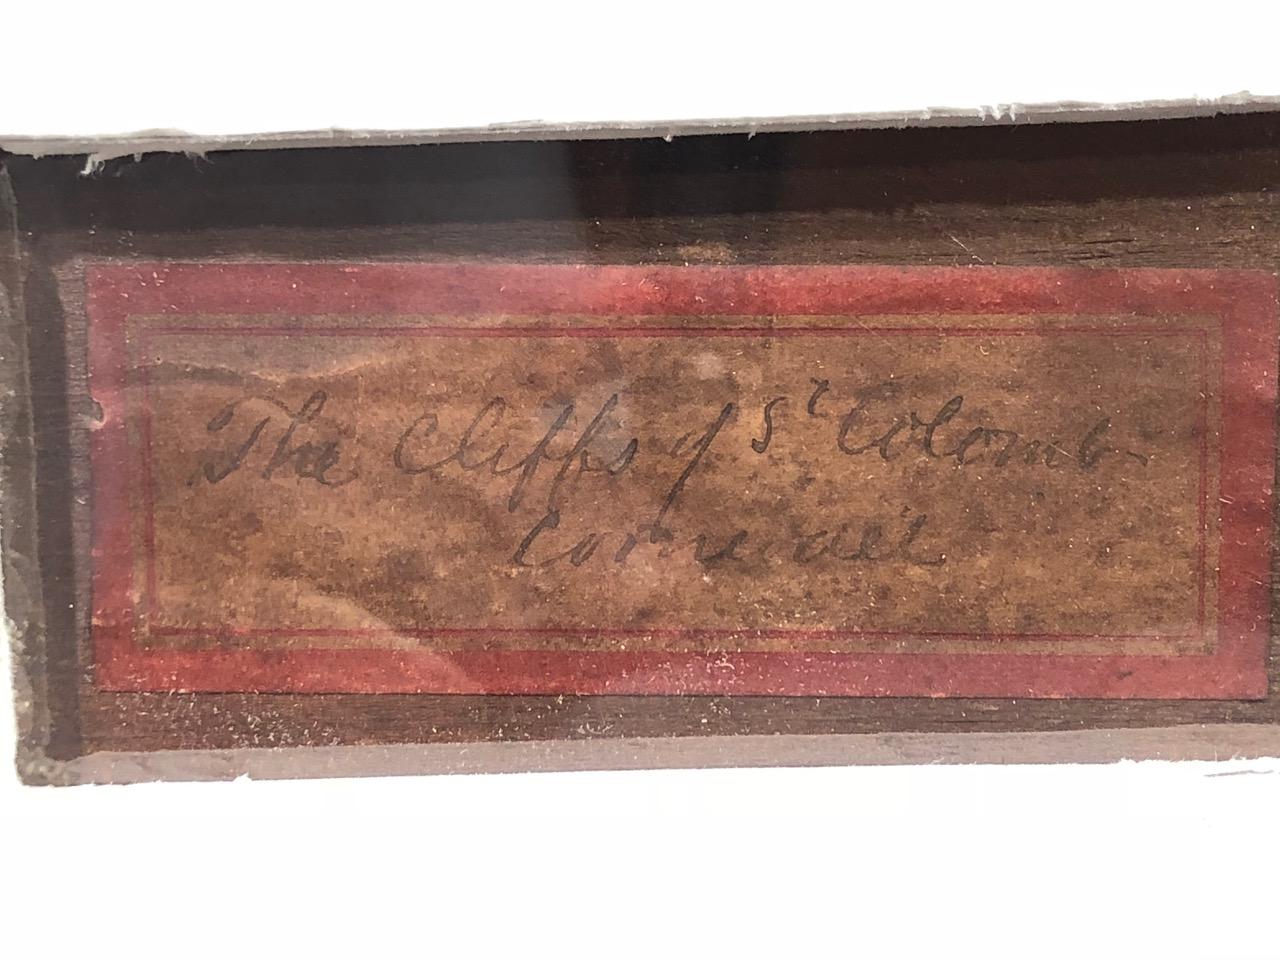 The Cliffs of St Colomb
Cornwall